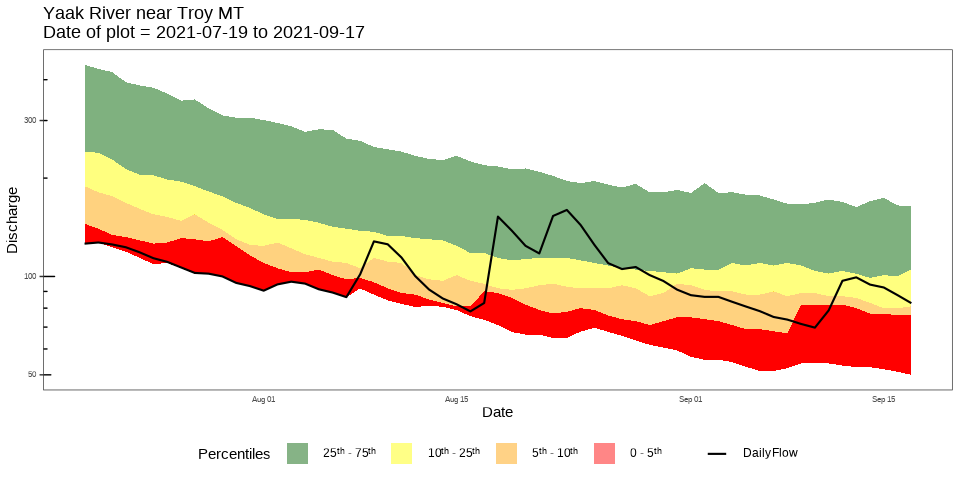 Yaak River near Troy MT
Date of plot = 2021-07-19 to 2021-09-17
Discharge
300
100
50
Aug 01 Aug 15 Sep 01 Sep 15
Date
Percentiles 25th - 75th 10th - 25th 5th - 10th 0 - 5th DailyFlow